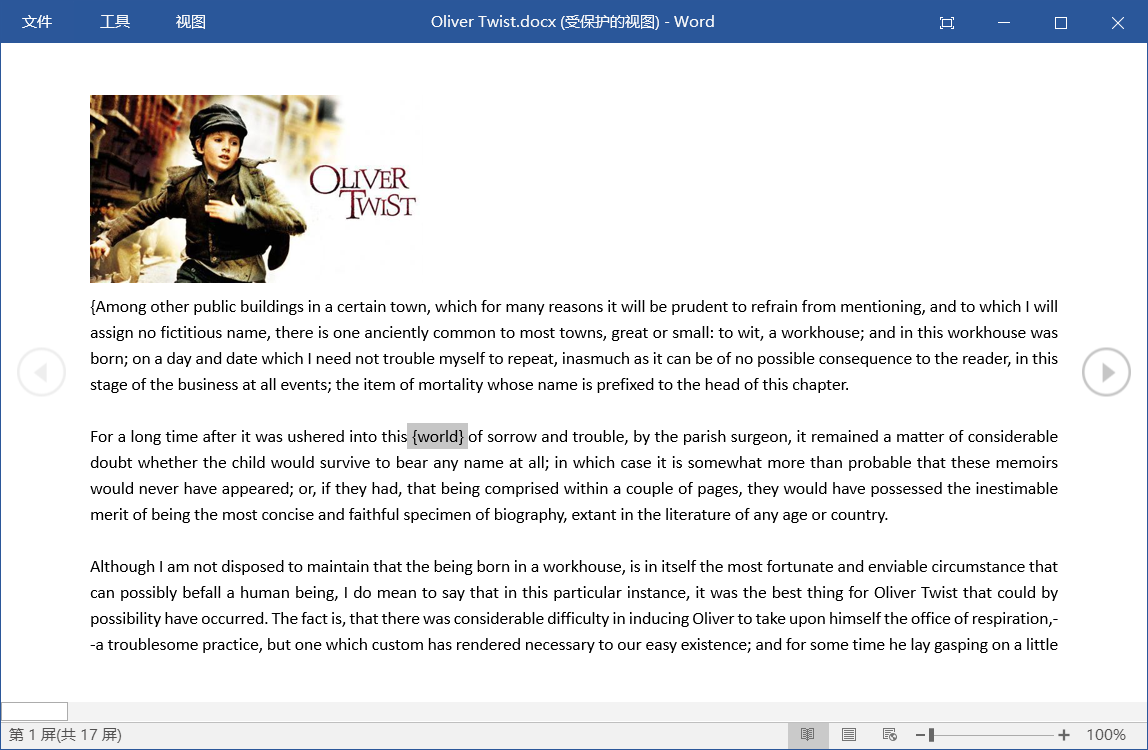 文件 工具 视图 Oliver Twist.docx (受保护的视图) - Word
OLIVER
TWIST
{Among other public buildings in a certain town, which for many reasons it will be prudent to refrain from mentioning, and to which I will
assign no fictitious name, there is one anciently common to most towns, great or small: to wit, a workhouse; and in this workhouse was
born; on a day and date which I need not trouble myself to repeat, inasmuch as it can be of no possible consequence to the reader, in this
stage of the business at all events; the item of mortality whose name is prefixed to the head of this chapter.
For a long time after it was ushered into this {world} of sorrow and trouble, by the parish surgeon, it remained a matter of considerable
doubt whether the child would survive to bear any name at all; in which case it is somewhat more than probable that these memoirs
would never have appeared; or, if they had, that being comprised within a couple of pages, they would have possessed the inestimable
merit of being the most concise and faithful specimen of biography, extant in the literature of any age or country.
Although I am not disposed to maintain that the being born in a workhouse, is in itself the most fortunate and enviable circumstance that
can possibly befall a human being, I do mean to say that in this particular instance, it was the best thing for Oliver Twist that could by
possibility have occurred. The fact is, that there was considerable difficulty in inducing Oliver to take upon himself the office of respiration,-
-a troublesome practice, but one which custom has rendered necessary to our easy existence; and for some time he lay gasping on a little
第 1 屏(共 17 屏) 100%